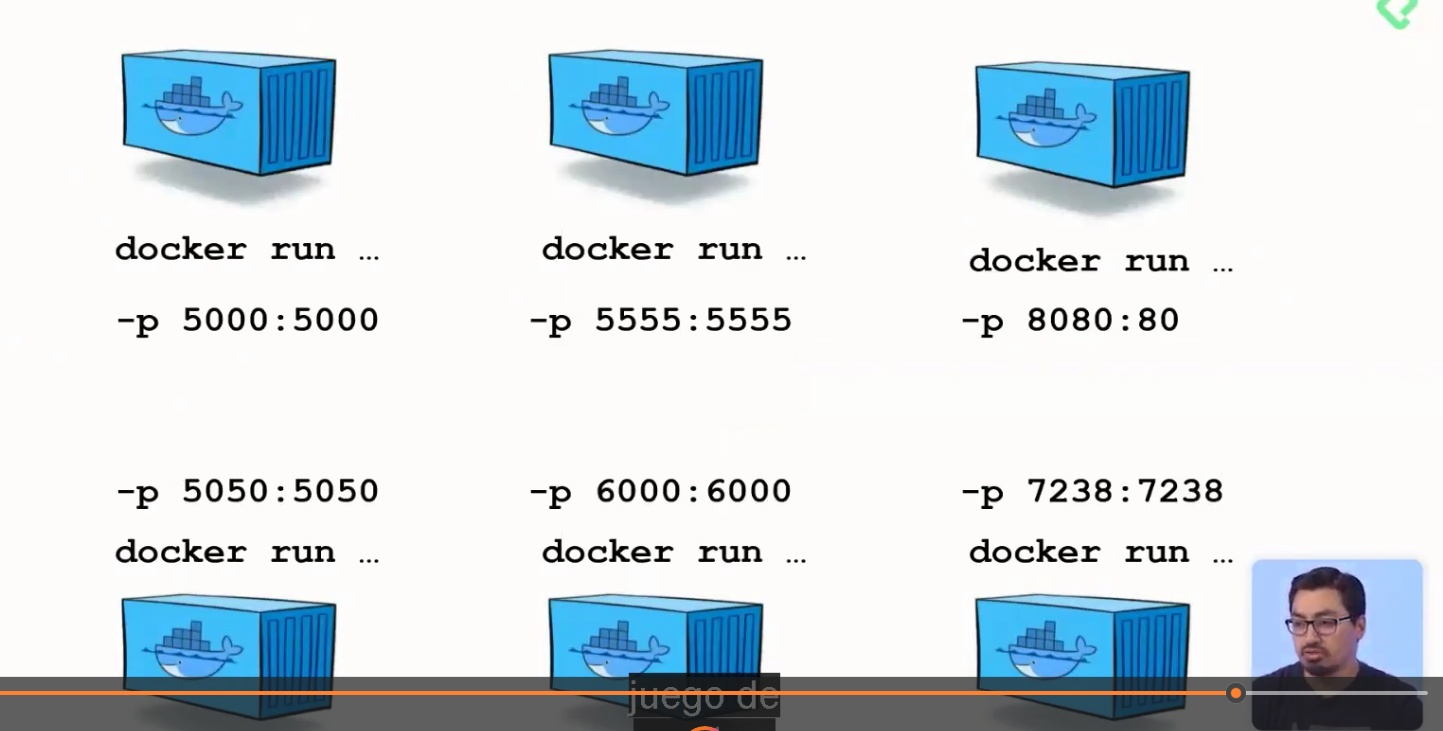 docker run … docker run … docker run …
-p 5000:5000 -p 5555:5555 -p 8080:80
-p 5050:5050 -p 6000:6000 -p 7238:7238
docker run … docker run … docker run …
juego de